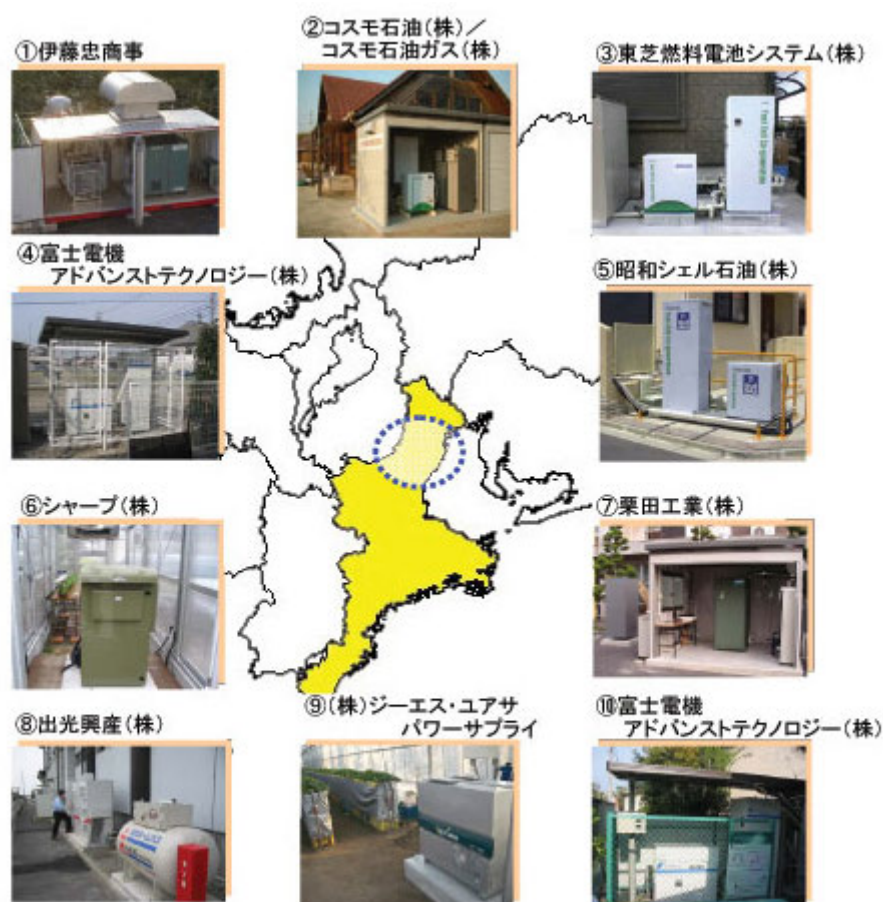 ①伊藤忠商事
②コスモ石油(株)／
コスモ石油ガス(株)
③東芝燃料電池システム(株)
④富士電機
アドバンストテクノロジー(株)
⑤昭和シェル石油(株)
⑥シャープ(株)
⑦栗田工業(株)
⑧出光興産(株)
⑨(株)ジーエス・ユアサ
パワーサプライ
⑩富士電機
アドバンストテクノロジー(株)